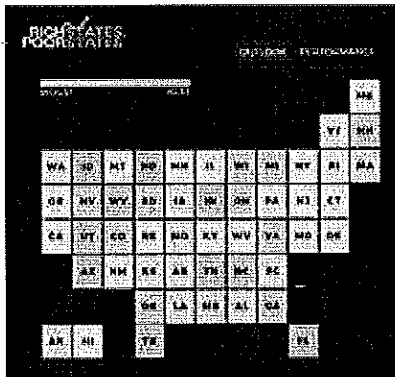 RICH STATES
POOR STATES
OUTLOOK PERFORMANCE
ME
VT NH
WA ID MT ND MN IL WI MI NY RI MA
OR NV WY SD IA IN OH PA NJ CT
CA UT CO NE MO KY WV VA MD DE
AZ NM KS AR TN NC SC
OK LA MS AL GA
AK HI TX FL